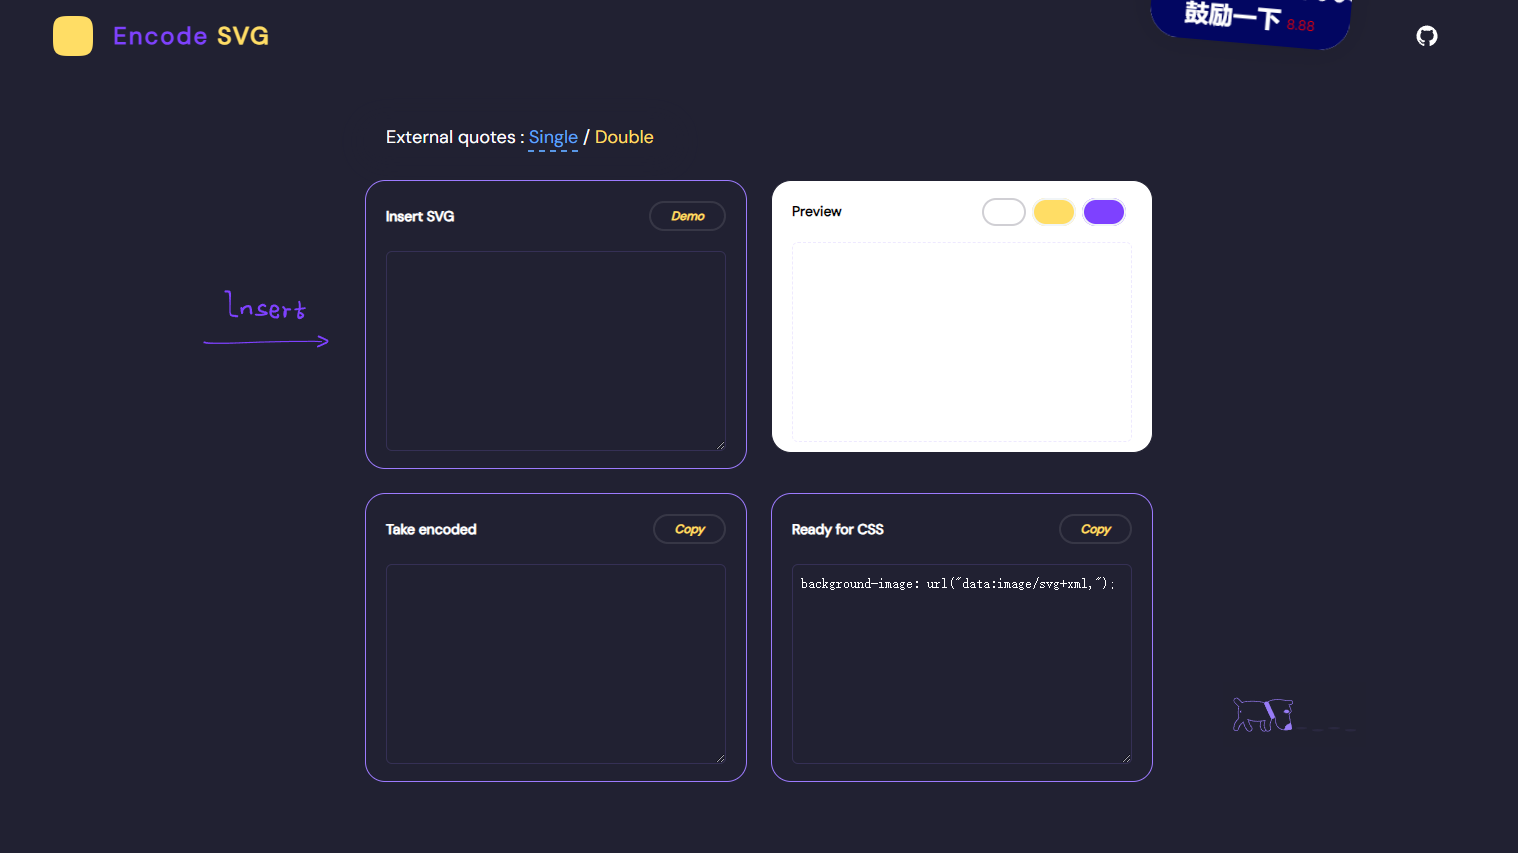 Encode SVG
鼓励一下 8.88
External quotes : Single / Double
Insert SVG
Demo
Preview
Insert
Take encoded
Copy
Ready for CSS
Copy
background-image: url("data:image/svg+xml,");